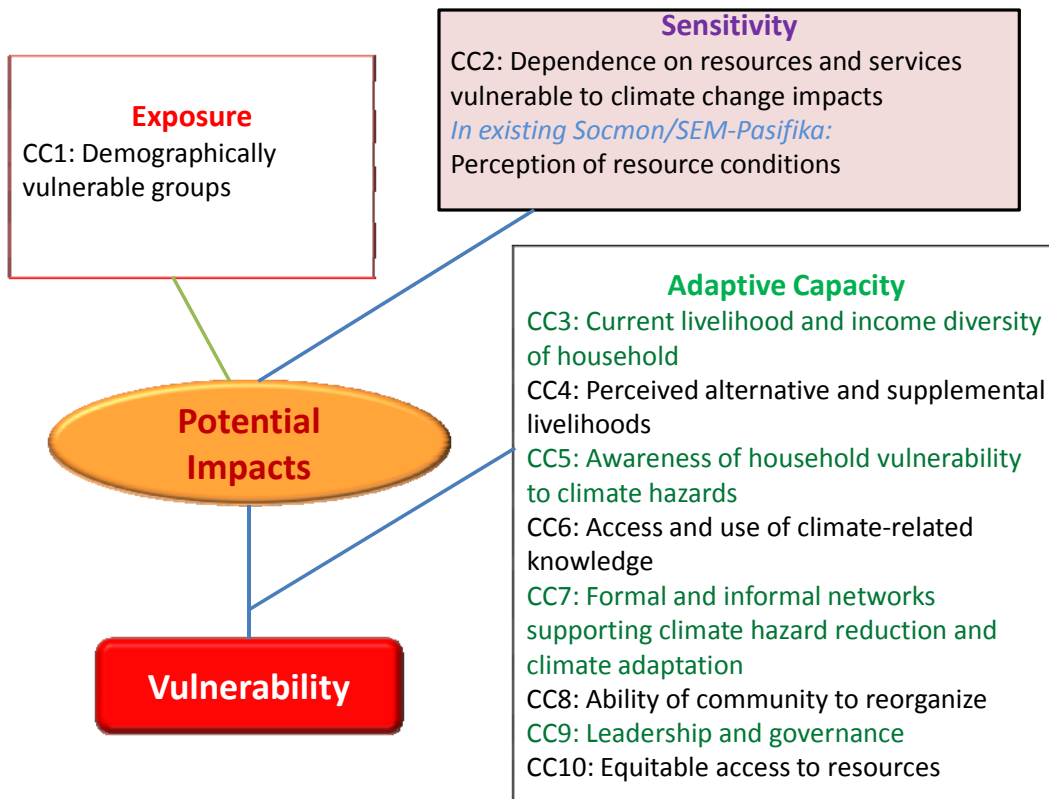 Exposure
CC1: Demographically
vulnerable groups
Sensitivity
CC2: Dependence on resources and services
vulnerable to climate change impacts
In existing Socmon/SEM-Pasifika:
Perception of resource conditions
Adaptive Capacity
CC3: Current livelihood and income diversity
of household
CC4: Perceived alternative and supplemental
livelihoods
CC5: Awareness of household vulnerability
to climate hazards
CC6: Access and use of climate-related
knowledge
CC7: Formal and informal networks
supporting climate hazard reduction and
climate adaptation
CC8: Ability of community to reorganize
CC9: Leadership and governance
CC10: Equitable access to resources
Potential
Impacts
Vulnerability